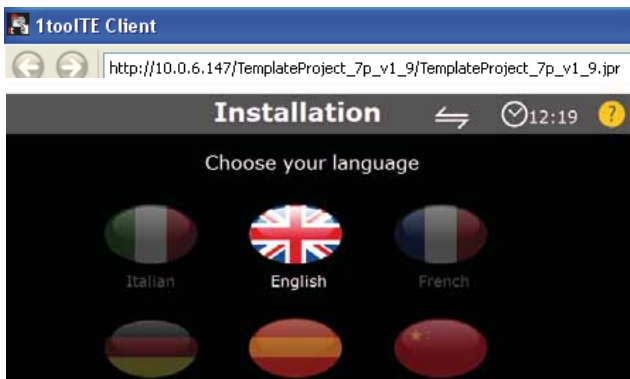 1toolTE Client
http://10.0.6.147/TemplateProject_7p_v1_9/TemplateProject_7p_v1_9.jpr
Installation 12:19 ?
Choose your language
Italian English French